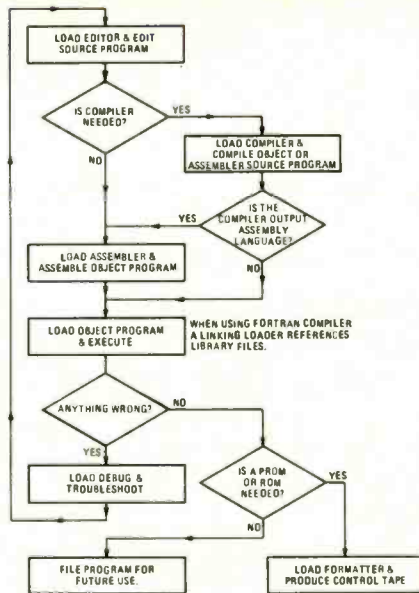 LOAD EDITOR & EDIT
SOURCE PROGRAM
IS COMPILER
NEEDED?
YES
NO
LOAD COMPILER &
COMPILE OBJECT OR
ASSEMBLER SOURCE PROGRAM
IS THE
COMPILER OUTPUT
ASSEMBLY
LANGUAGE?
YES
NO
LOAD ASSEMBLER &
ASSEMBLE OBJECT PROGRAM
LOAD OBJECT PROGRAM
& EXECUTE
WHEN USING FORTRAN COMPILER
A LINKING LOADER REFERENCES
LIBRARY FILES.
ANYTHING WRONG?
NO
YES
LOAD DEBUG &
TROUBLESHOOT
IS A PROM
OR ROM
NEEDED?
YES
NO
FILE PROGRAM FOR
FUTURE USE.
LOAD FORMATTER &
PRODUCE CONTROL TAPE